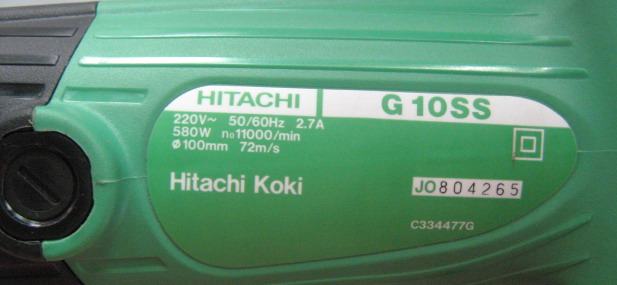 HITACHI G 10SS
220V~ 50/60Hz 2.7A
580W n₀11000/min
ø100mm 72m/s
Hitachi Koki
JO804265
C334477G